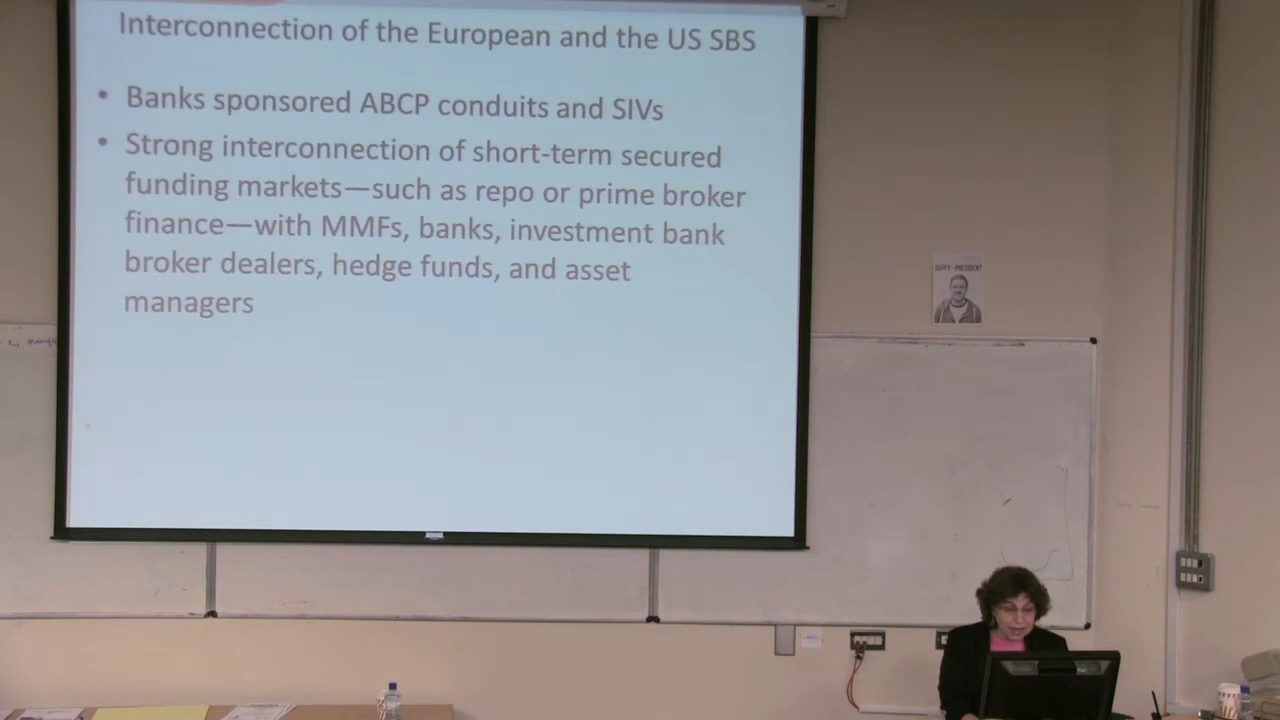 Interconnection of the European and the US SBS
• Banks sponsored ABCP conduits and SIVs
• Strong interconnection of short-term secured
funding markets—such as repo or prime broker
finance—with MMFs, banks, investment bank
broker dealers, hedge funds, and asset
managers
DUFFY - PRESIDENT